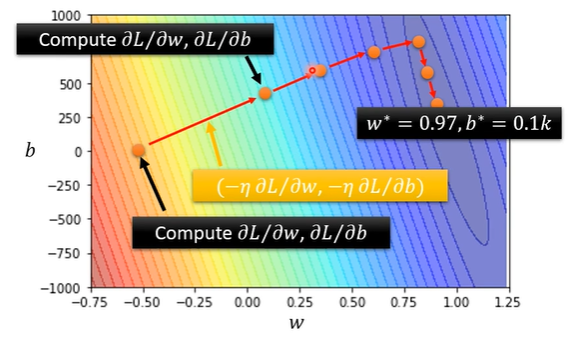 1000
Compute ∂L/∂w, ∂L/∂b
500
250
w* = 0.97, b* = 0.1k
b
0
(−η ∂L/∂w, −η ∂L/∂b)
−250
−500
Compute ∂L/∂w, ∂L/∂b
−750
−1000
−0.75 −0.50 −0.25 0.00 0.25 0.50 0.75 1.00 1.25
w